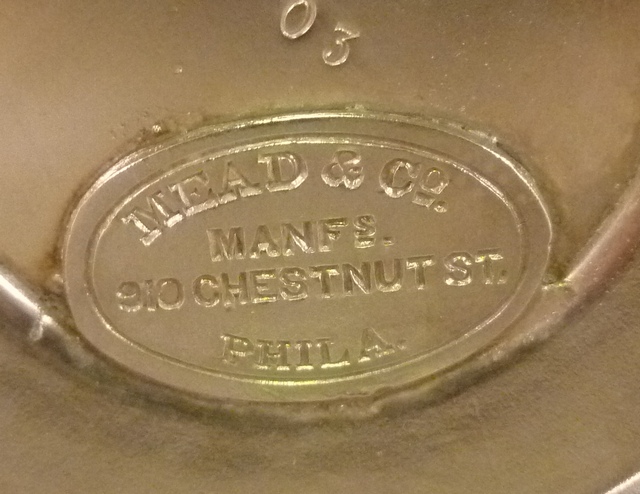 03
MEAD & Co.
MANFS.
910 CHESTNUT ST.
PHILA.